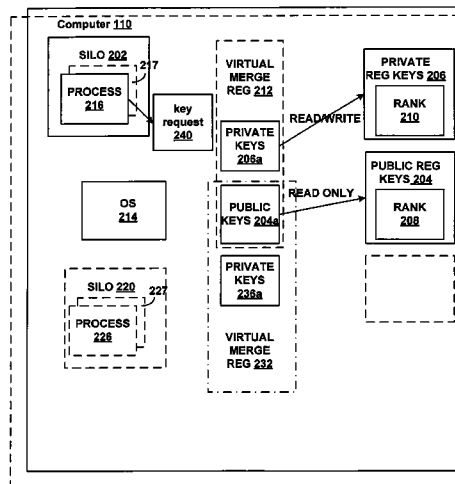 Computer 110
SILO 202
217
PROCESS
216
key
request
240
VIRTUAL
MERGE
REG 212
PRIVATE
KEYS
206a
READ/WRITE
PRIVATE
REG KEYS 206
RANK
210
OS
214
PUBLIC
KEYS 204a
READ ONLY
PUBLIC REG
KEYS 204
RANK
208
SILO 220
227
PROCESS
226
PRIVATE
KEYS
236a
VIRTUAL
MERGE
REG 232